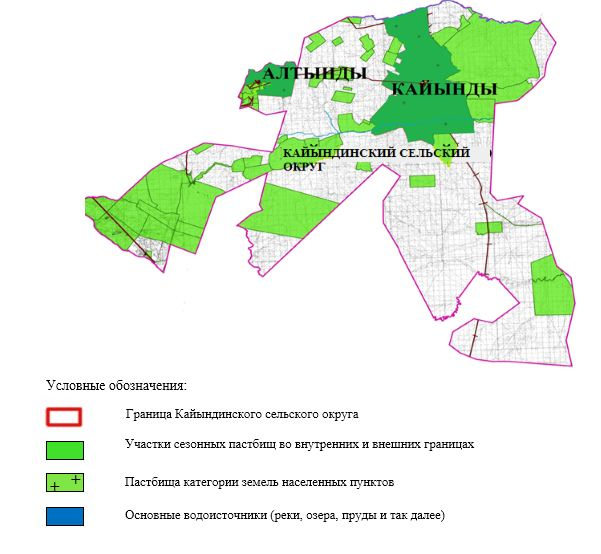 АЛТЫНДЫ
КАЙЫНДЫ
КАЙЫНДИНСКИЙ СЕЛЬСКИЙ
ОКРУГ
Условные обозначения:
Граница Кайындинского сельского округа
Участки сезонных пастбищ во внутренних и внешних границах
Пастбища категории земель населенных пунктов
Основные водоисточники (реки, озера, пруды и так далее)